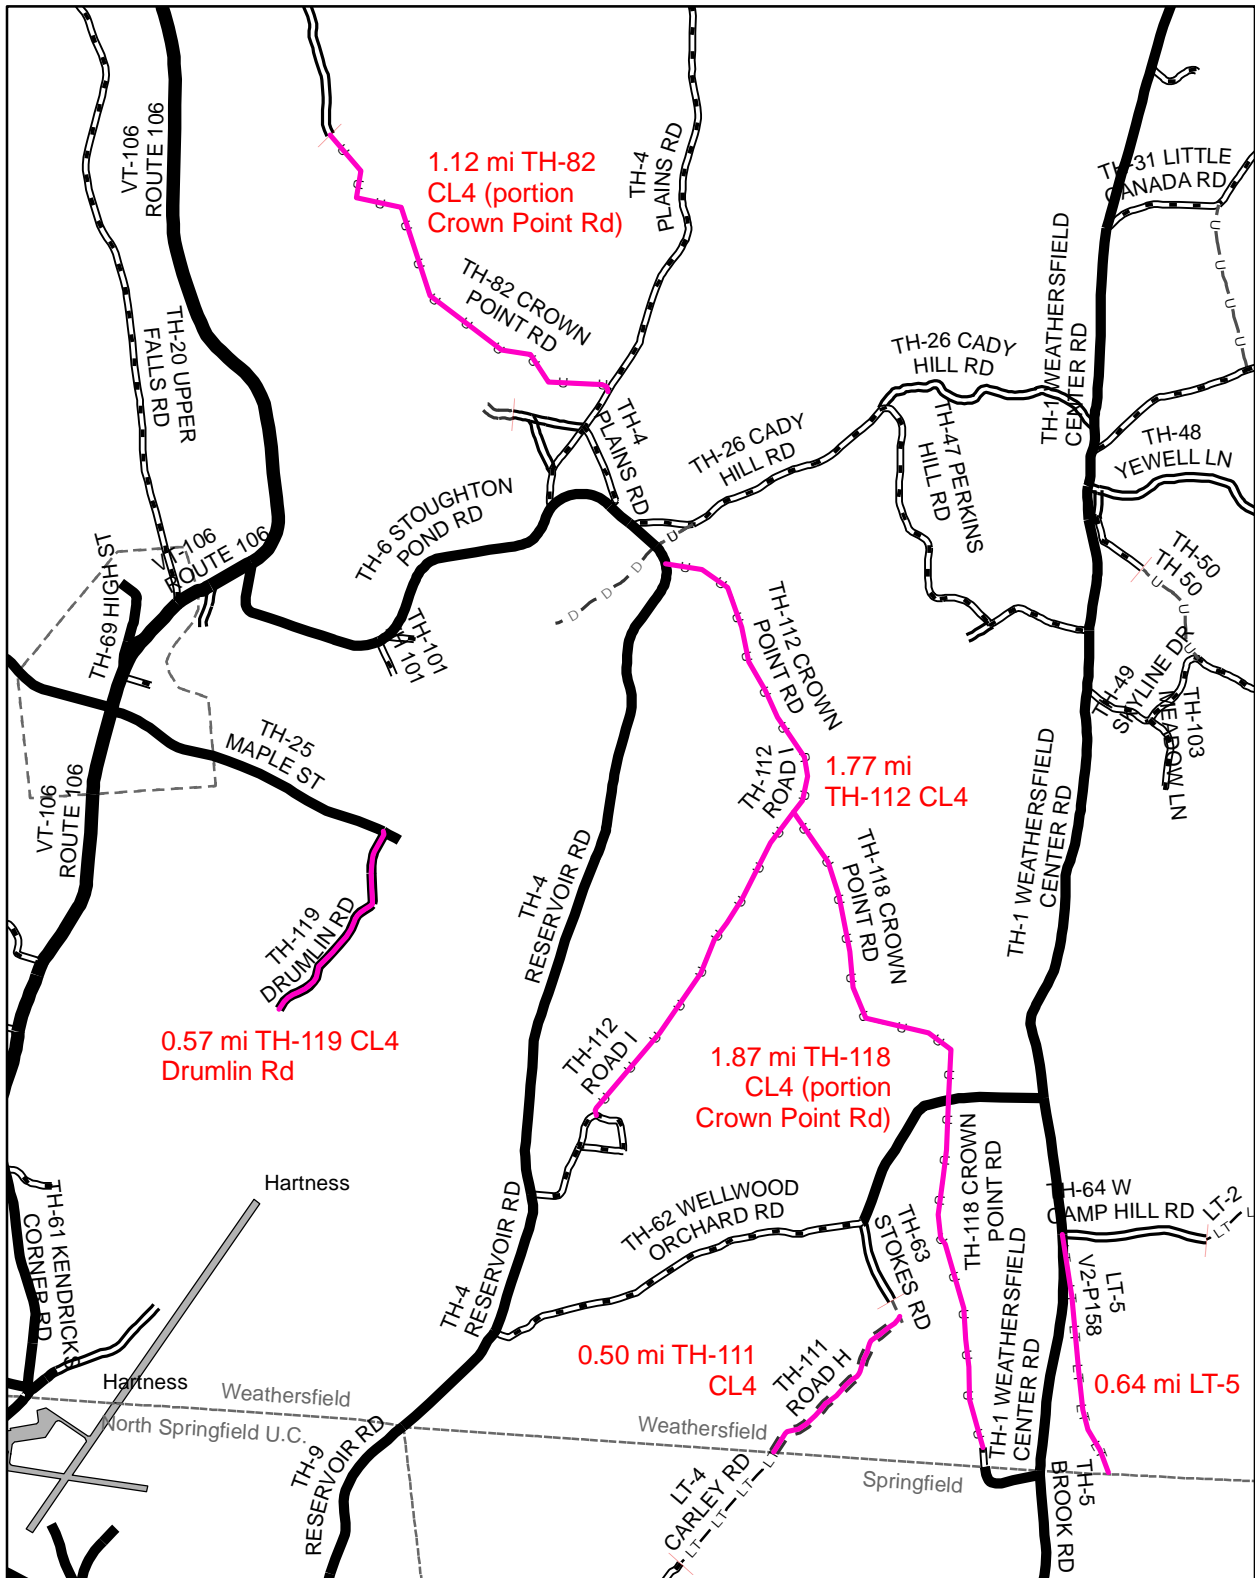 VT-106
ROUTE 106
1.12 mi TH-82
CL4 (portion
Crown Point Rd)
TH-4
PLAINS RD
TH-31 LITTLE
CANADA RD
TH-82 CROWN
POINT RD
TH-1 WEATHERSFIELD
CENTER RD
TH-20 UPPER
FALLS RD
TH-26 CADY
HILL RD
TH-4
PLAINS RD
TH-26 CADY
HILL RD
TH-47 PERKINS
HILL RD
TH-48
YEWELL LN
TH-6 STOUGHTON
POND RD
VT-106
ROUTE 106
TH-69 HIGH ST
TH-50
TH 50
TH-101
TH-112 CROWN
POINT RD
TH-49
SKYLINE DR
TH-103
MEADOW LN
TH-25
MAPLE ST
VT-106
ROUTE 106
TH-112
ROAD I
1.77 mi
TH-112 CL4
TH-1 WEATHERSFIELD
CENTER RD
TH-4
RESERVOIR RD
TH-118 CROWN
POINT RD
TH-119
DRUMLIN RD
0.57 mi TH-119 CL4
Drumlin Rd
TH-112
ROAD I
1.87 mi TH-118
CL4 (portion
Crown Point Rd)
Hartness
TH-61 KENDRICKS
CORNER RD
TH-4
RESERVOIR RD
TH-62 WELLWOOD
ORCHARD RD
TH-63
STOKES RD
TH-118 CROWN
POINT RD
TH-64 W
CAMP HILL RD
LT-2
LT-5
V2-P158
0.50 mi TH-111
CL4
TH-111
ROAD H
TH-1 WEATHERSFIELD
CENTER RD
0.64 mi LT-5
Hartness
Weathersfield
North Springfield U.C.
Weathersfield
Springfield
TH-9
RESERVOIR RD
LT-4
CARLEY RD
TH-5
BROOK RD